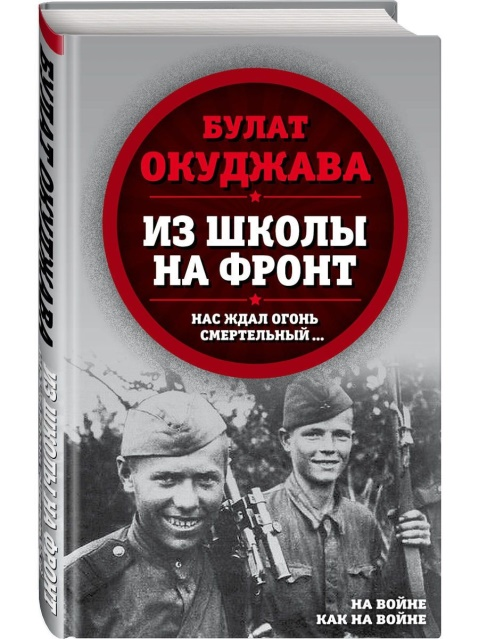 БУЛАТ
ОКУДЖАВА
ИЗ ШКОЛЫ
НА ФРОНТ
НАС ЖДАЛ ОГОНЬ
СМЕРТЕЛЬНЫЙ...
НА ВОЙНЕ
КАК НА ВОЙНЕ
БУЛАТ ОКУДЖАВА
ИЗ ШКОЛЫ НА ФРОНТ